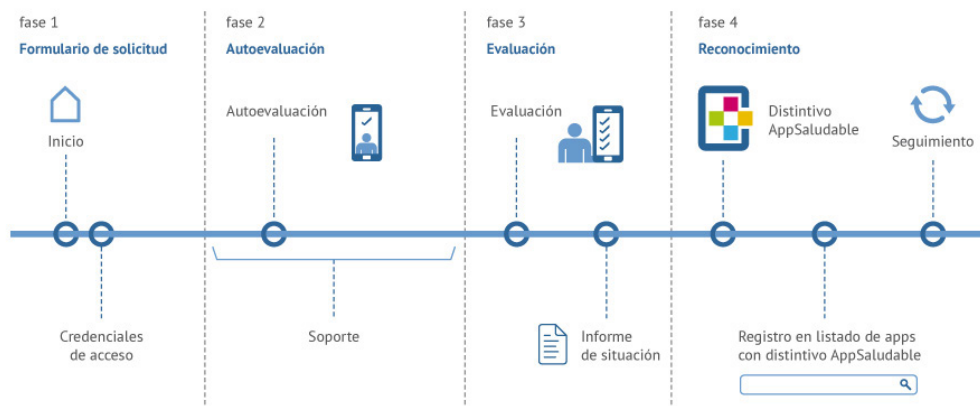 fase 1
Formulario de solicitud
Inicio
Credenciales
de acceso
fase 2
Autoevaluación
Autoevaluación
Soporte
fase 3
Evaluación
Evaluación
Informe
de situación
fase 4
Reconocimiento
Distintivo
AppSaludable
Seguimiento
Registro en listado de apps
con distintivo AppSaludable